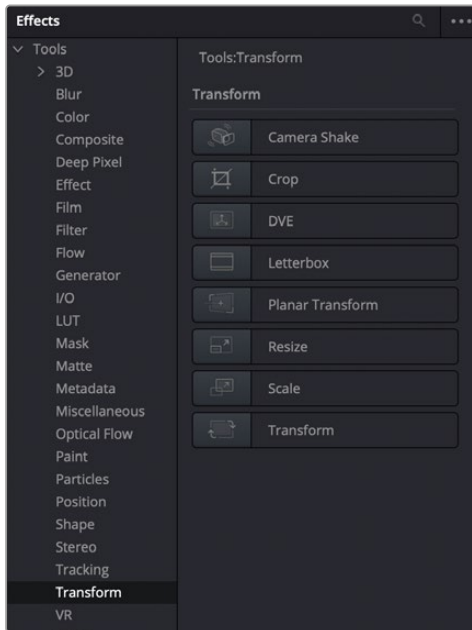 Effects
Tools
3D
Blur
Color
Composite
Deep Pixel
Effect
Film
Filter
Flow
Generator
I/O
LUT
Mask
Matte
Metadata
Miscellaneous
Optical Flow
Paint
Particles
Position
Shape
Stereo
Tracking
Transform
VR
Tools:Transform
Transform
Camera Shake
Crop
DVE
Letterbox
Planar Transform
Resize
Scale
Transform